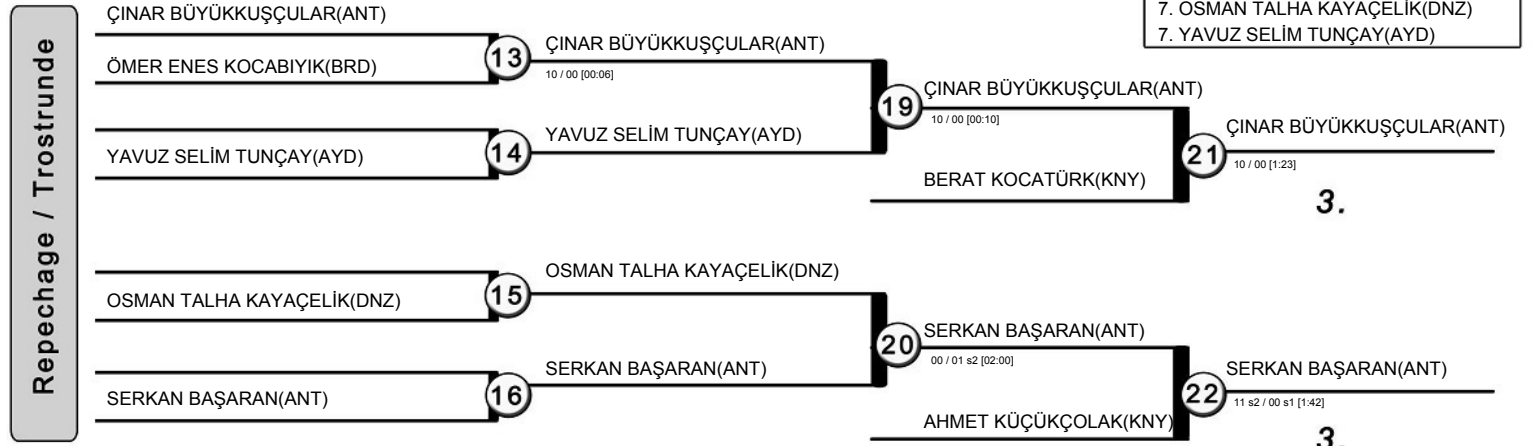 7. OSMAN TALHA KAYAÇELİK(DNZ)
7. YAVUZ SELİM TUNÇAY(AYD)
Repechage / Trostrunde
ÇINAR BÜYÜKKUŞÇULAR(ANT)
ÖMER ENES KOCABIYIK(BRD)
13
ÇINAR BÜYÜKKUŞÇULAR(ANT)
10 / 00 [00:06]
YAVUZ SELİM TUNÇAY(AYD)
14
YAVUZ SELİM TUNÇAY(AYD)
19
ÇINAR BÜYÜKKUŞÇULAR(ANT)
10 / 00 [00:10]
BERAT KOCATÜRK(KNY)
21
ÇINAR BÜYÜKKUŞÇULAR(ANT)
10 / 00 [1:23]
3.
OSMAN TALHA KAYAÇELİK(DNZ)
15
OSMAN TALHA KAYAÇELİK(DNZ)
SERKAN BAŞARAN(ANT)
16
SERKAN BAŞARAN(ANT)
20
SERKAN BAŞARAN(ANT)
00 / 01 s2 [02:00]
AHMET KÜÇÜKÇOLAK(KNY)
22
SERKAN BAŞARAN(ANT)
11 s2 / 00 s1 [1:42]
3.